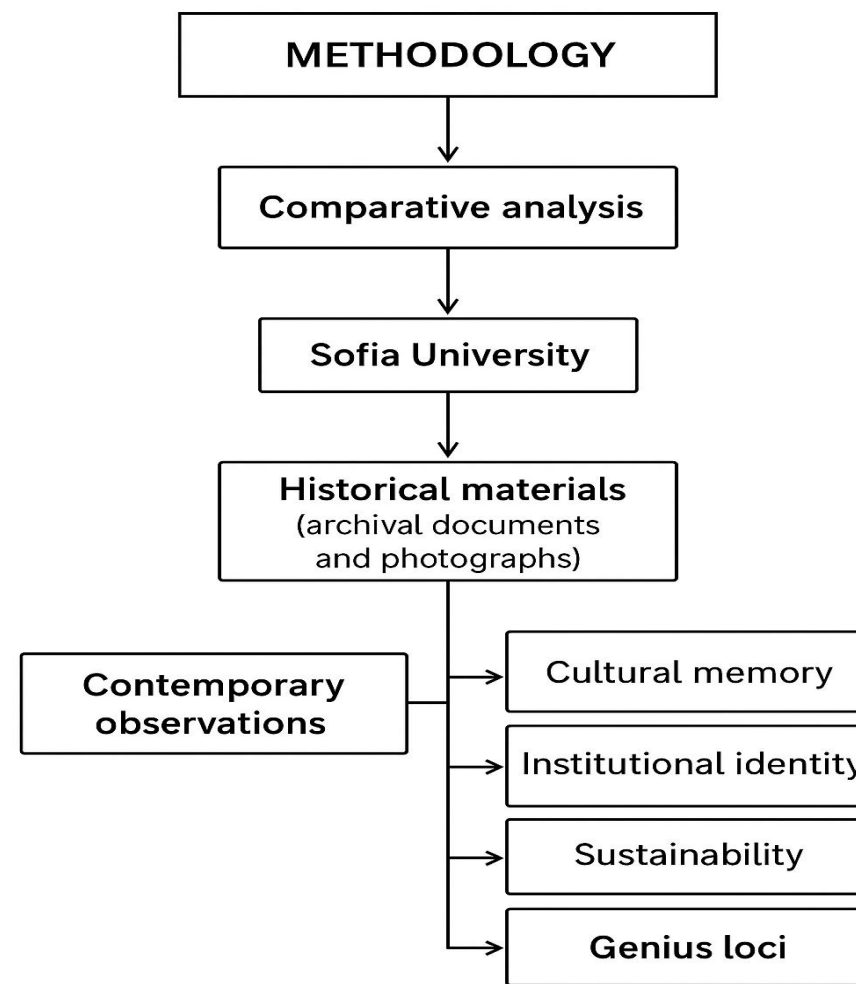 METHODOLOGY
Comparative analysis
Sofia University
Historical materials
(archival documents
and photographs)
Contemporary
observations
Cultural memory
Institutional identity
Sustainability
Genius loci